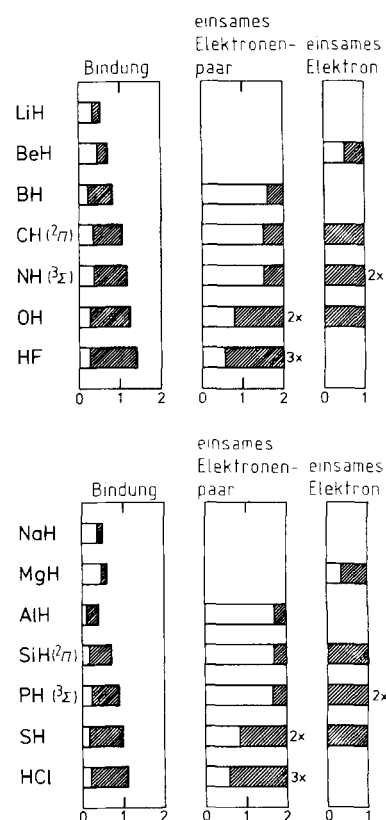 einsames
Elektronen- einsames
Bindung paar Elektron
LiH
BeH
BH
CH (²Π)
NH (³Σ) 2x
OH 2x
HF 3x
0 1 2 0 1 2 0 1
einsames
Elektronen- einsames
Bindung paar Elektron
NaH
MgH
AlH
SiH (²Π)
PH (³Σ) 2x
SH 2x
HCl 3x
0 1 2 0 1 2 0 1